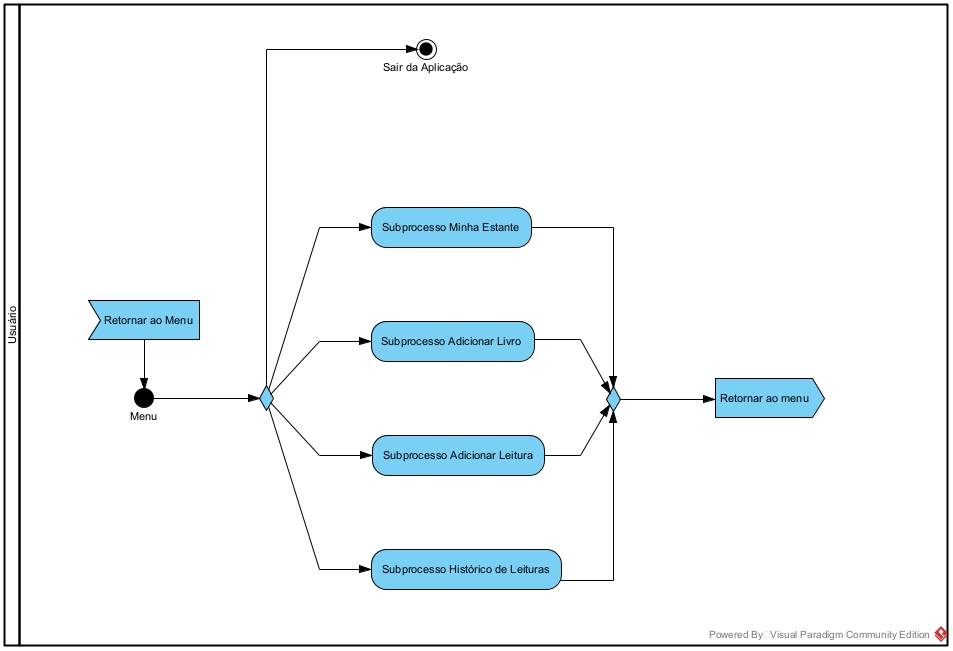 Sair da Aplicação
Subprocesso Minha Estante
Usuário
Retornar ao Menu
Subprocesso Adicionar Livro
Menu
Retornar ao menu
Subprocesso Adicionar Leitura
Subprocesso Histórico de Leituras
Powered By Visual Paradigm Community Edition